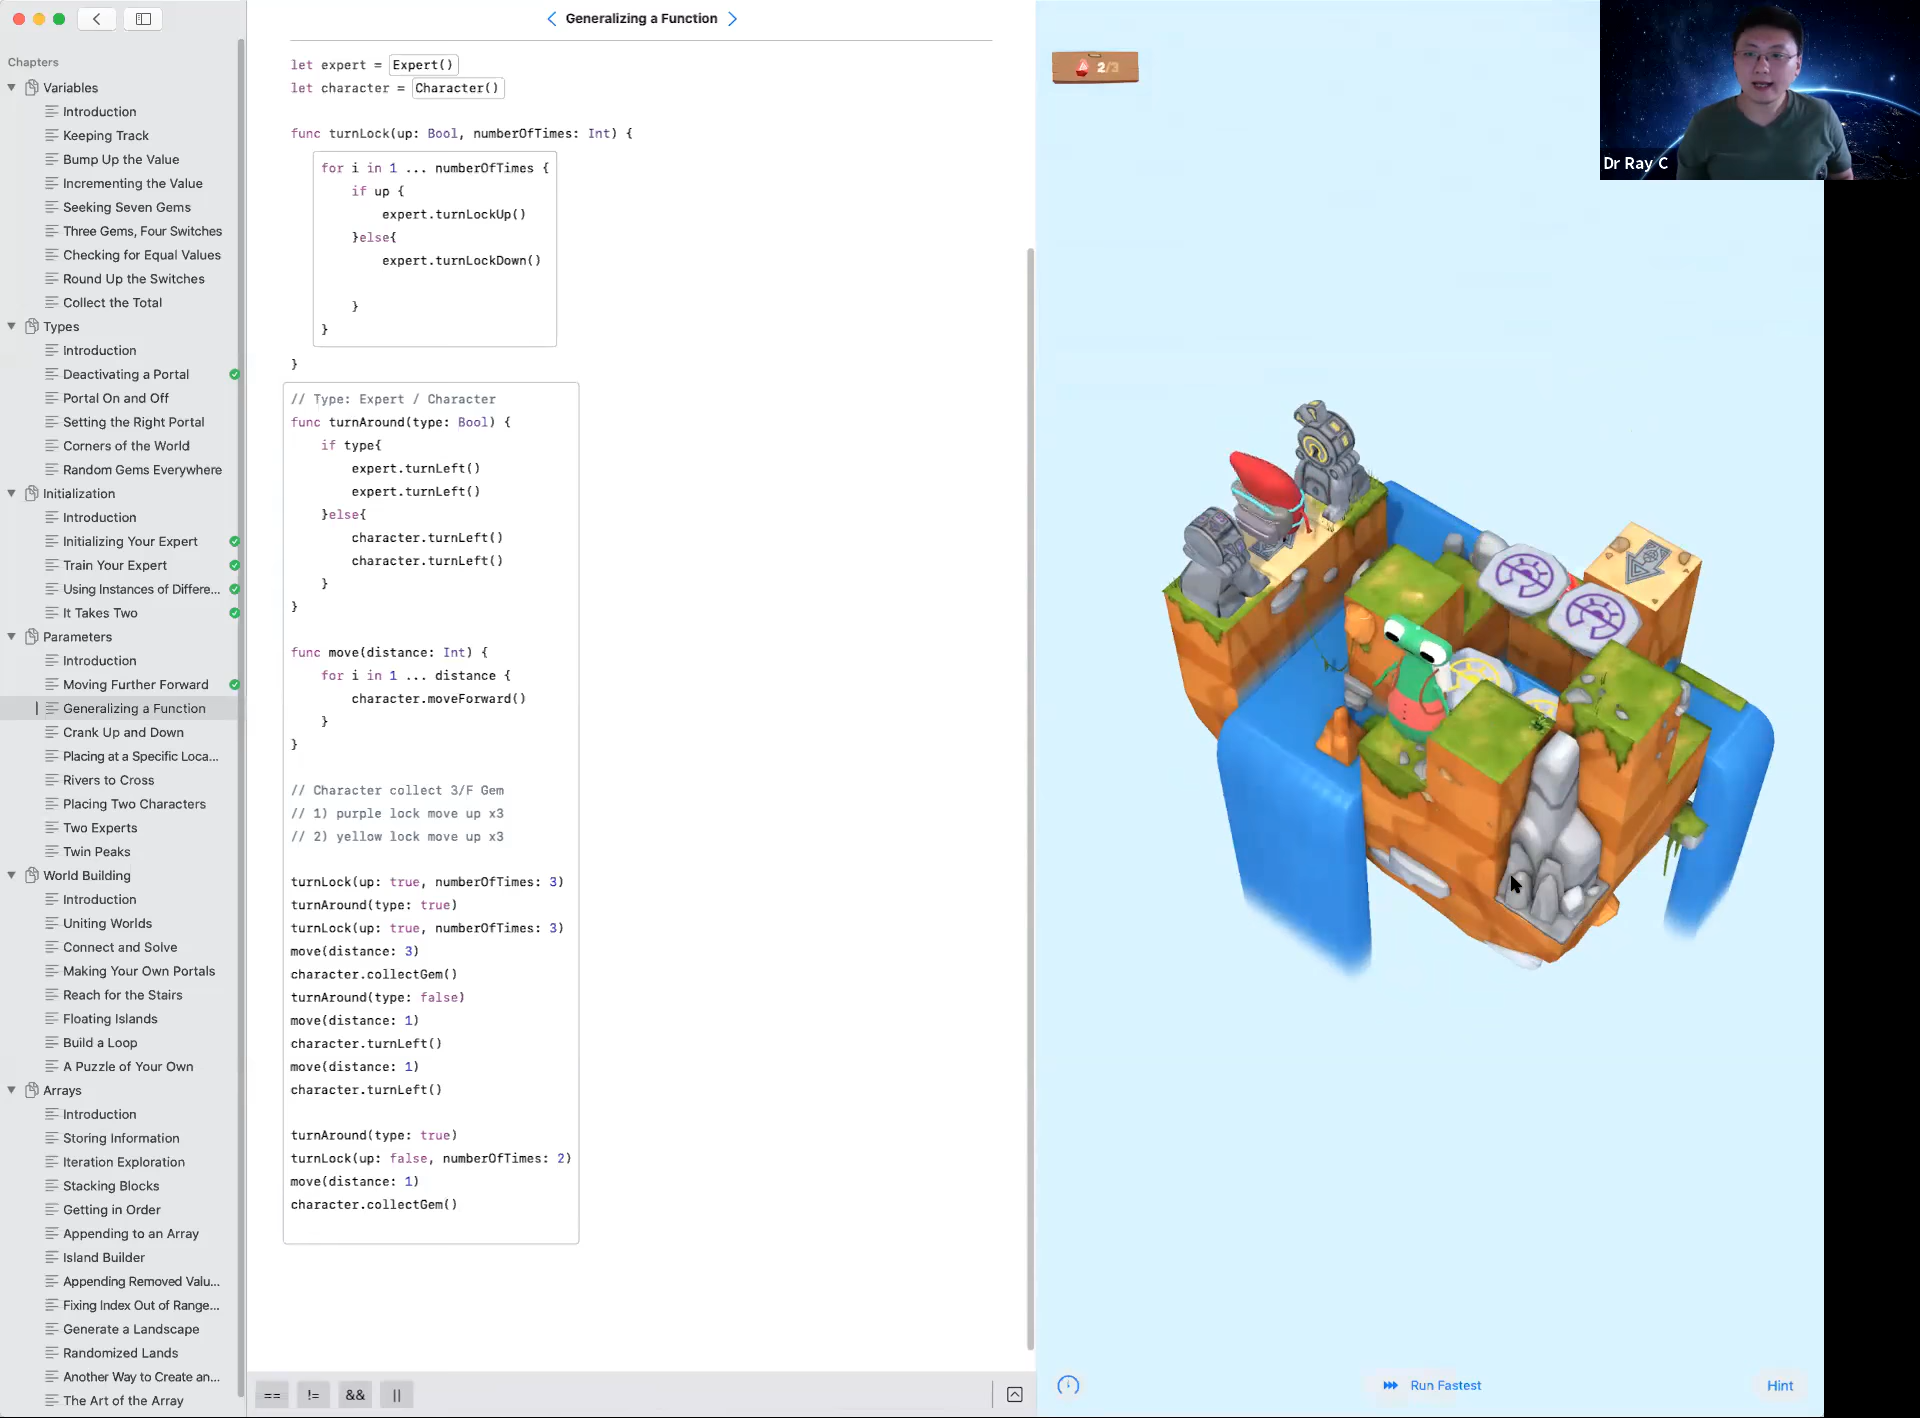 Generalizing a Function
Chapters
Variables
Introduction
Keeping Track
Bump Up the Value
Incrementing the Value
Seeking Seven Gems
Three Gems, Four Switches
Checking for Equal Values
Round Up the Switches
Collect the Total
Types
Introduction
Deactivating a Portal
Portal On and Off
Setting the Right Portal
Corners of the World
Random Gems Everywhere
Initialization
Introduction
Initializing Your Expert
Train Your Expert
Using Instances of Differe...
It Takes Two
Parameters
Introduction
Moving Further Forward
Generalizing a Function
Crank Up and Down
Placing at a Specific Loca...
Rivers to Cross
Placing Two Characters
Two Experts
Twin Peaks
World Building
Introduction
Uniting Worlds
Connect and Solve
Making Your Own Portals
Reach for the Stairs
Floating Islands
Build a Loop
A Puzzle of Your Own
Arrays
Introduction
Storing Information
Iteration Exploration
Stacking Blocks
Getting in Order
Appending to an Array
Island Builder
Appending Removed Valu...
Fixing Index Out of Range...
Generate a Landscape
Randomized Lands
Another Way to Create an...
The Art of the Array
let expert = Expert()
let character = Character()
func turnLock(up: Bool, numberOfTimes: Int) {
for i in 1 ... numberOfTimes {
if up {
expert.turnLockUp()
}else{
expert.turnLockDown()
}
}
}
// Type: Expert / Character
func turnAround(type: Bool) {
if type{
expert.turnLeft()
expert.turnLeft()
}else{
character.turnLeft()
character.turnLeft()
}
}
func move(distance: Int) {
for i in 1 ... distance {
character.moveForward()
}
}
// Character collect 3/F Gem
// 1) purple lock move up x3
// 2) yellow lock move up x3
turnLock(up: true, numberOfTimes: 3)
turnAround(type: true)
turnLock(up: true, numberOfTimes: 3)
move(distance: 3)
character.collectGem()
turnAround(type: false)
move(distance: 1)
character.turnLeft()
move(distance: 1)
character.turnLeft()
turnAround(type: true)
turnLock(up: false, numberOfTimes: 2)
move(distance: 1)
character.collectGem()
== != && ||
2/3
Dr Ray C
Run Fastest
Hint